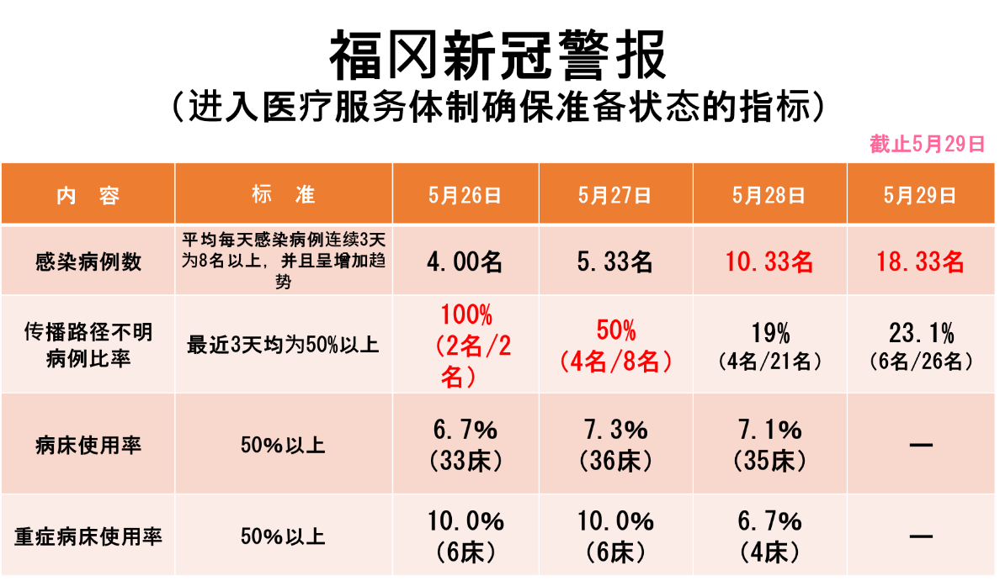 福冈新冠警报
（进入医疗服务体制确保准备状态的指标）
截止5月29日
内　容
标　准
5月26日
5月27日
5月28日
5月29日
感染病例数
平均每天感染病例连续3天
为8名以上，并且呈增加趋
势
4.00名
5.33名
10.33名
18.33名
传播路径不明
病例比率
最近3天均为50%以上
100%
（2名/2
名）
50%
（4名/8名）
19%
（4名/21名）
23.1%
（6名/26名）
病床使用率
50%以上
6.7%
（33床）
7.3%
（36床）
7.1%
（35床）
—
重症病床使用率
50%以上
10.0%
（6床）
10.0%
（6床）
6.7%
（4床）
—